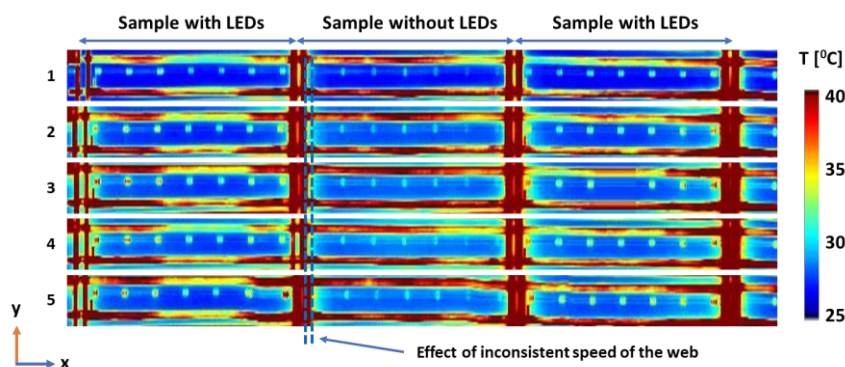 Sample with LEDs Sample without LEDs Sample with LEDs
T [⁰C]
1
2
3
4
5
40
35
30
25
y
x
Effect of inconsistent speed of the web